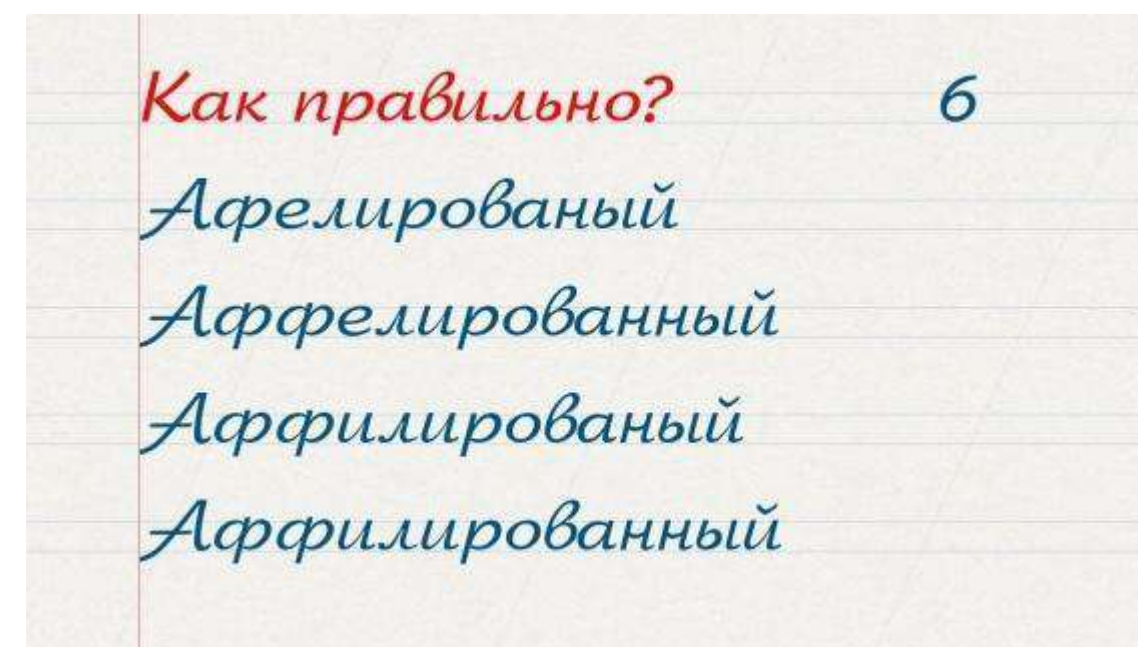 Как правильно? 6
Афелированый
Аффелированный
Аффилированый
Аффилированный